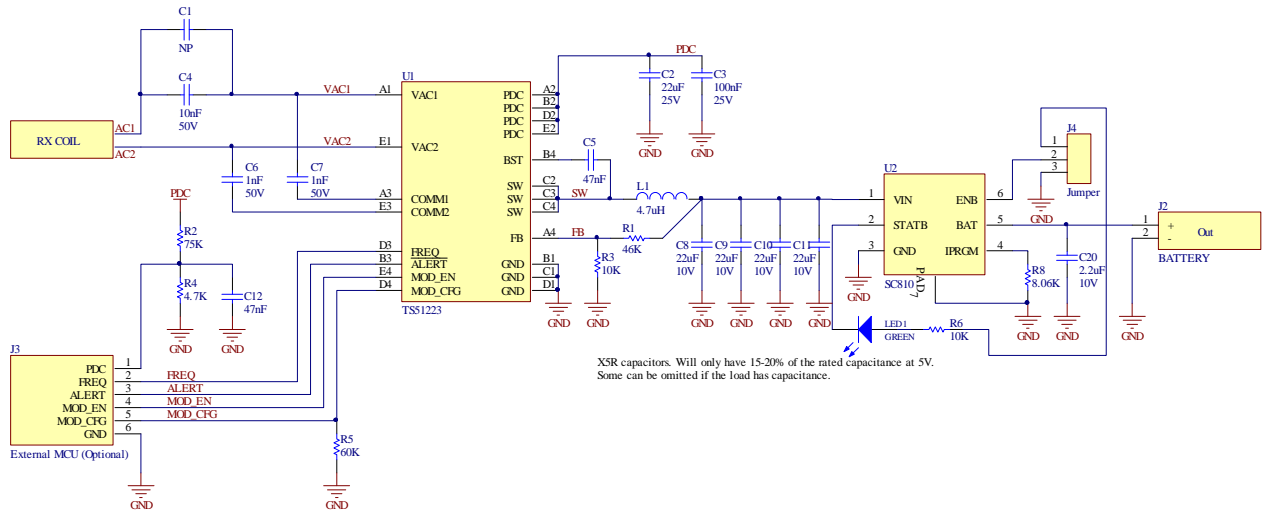 C1
NP
C4
10nF
50V
RX COIL
AC1
AC2
VAC1
VAC2
C6
1nF
50V
C7
1nF
50V
PDC
R2
75K
R4
4.7K
C12
47nF
GND
GND
J3
PDC
FREQ
ALERT
MOD_EN
MOD_CFG
GND
1
2
3
4
5
6
External MCU (Optional)
FREQ
ALERT
MOD_EN
MOD_CFG
GND
R5
60K
GND
U1
A1
VAC1
E1
VAC2
A3
COMM1
E3
COMM2
D3
FREQ
B3
ALERT
E4
MOD_EN
D4
MOD_CFG
TS51223
PDC
A2
PDC
B2
PDC
D2
PDC
E2
BST
B4
SW
C2
SW
C3
SW
C4
FB
A4
GND
B1
GND
C1
GND
D1
GND
PDC
C2
22uF
25V
C3
100nF
25V
GND
GND
C5
47nF
SW
L1
4.7uH
FB
R1
46K
R3
10K
GND
C8
22uF
10V
C9
22uF
10V
C10
22uF
10V
C11
22uF
10V
GND
GND
GND
GND
U2
1
VIN
2
STATB
3
GND
ENB
6
BAT
5
IPRGM
4
PAD
7
SC810
GND
J4
1
2
3
Jumper
GND
R8
8.06K
GND
C20
2.2uF
10V
GND
J2
1
2
+
-
Out
BATTERY
GND
LED1
GREEN
R6
10K
X5R capacitors. Will only have 15-20% of the rated capacitance at 5V.
Some can be omitted if the load has capacitance.